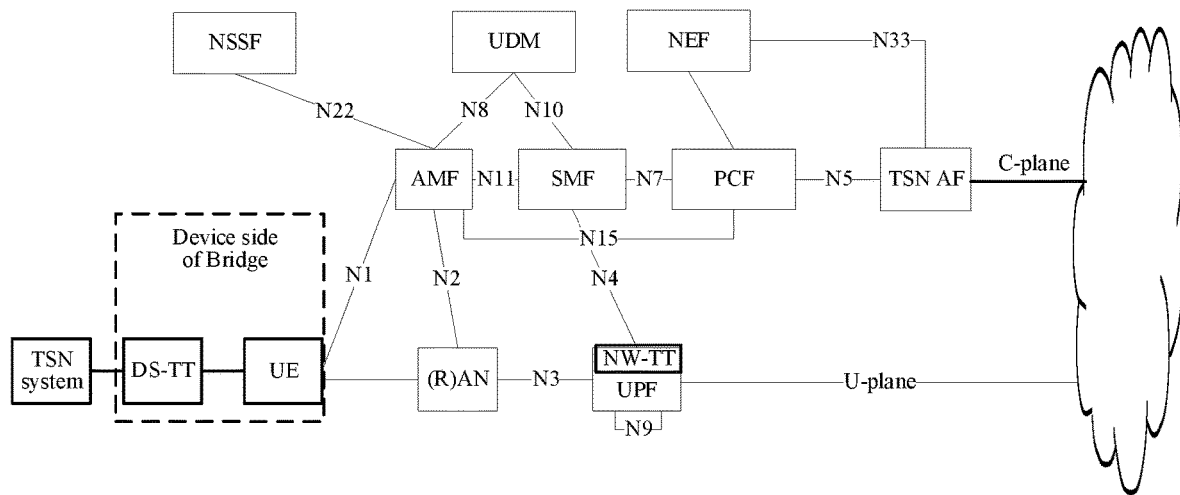 NSSF
UDM
NEF
N33
N22
N8
N10
AMF
N11
SMF
N7
PCF
N5
TSN AF
C-plane
Device side
of Bridge
N15
N1
N2
N4
TSN
system
DS-TT
UE
(R)AN
N3
NW-TT
UPF
U-plane
N9